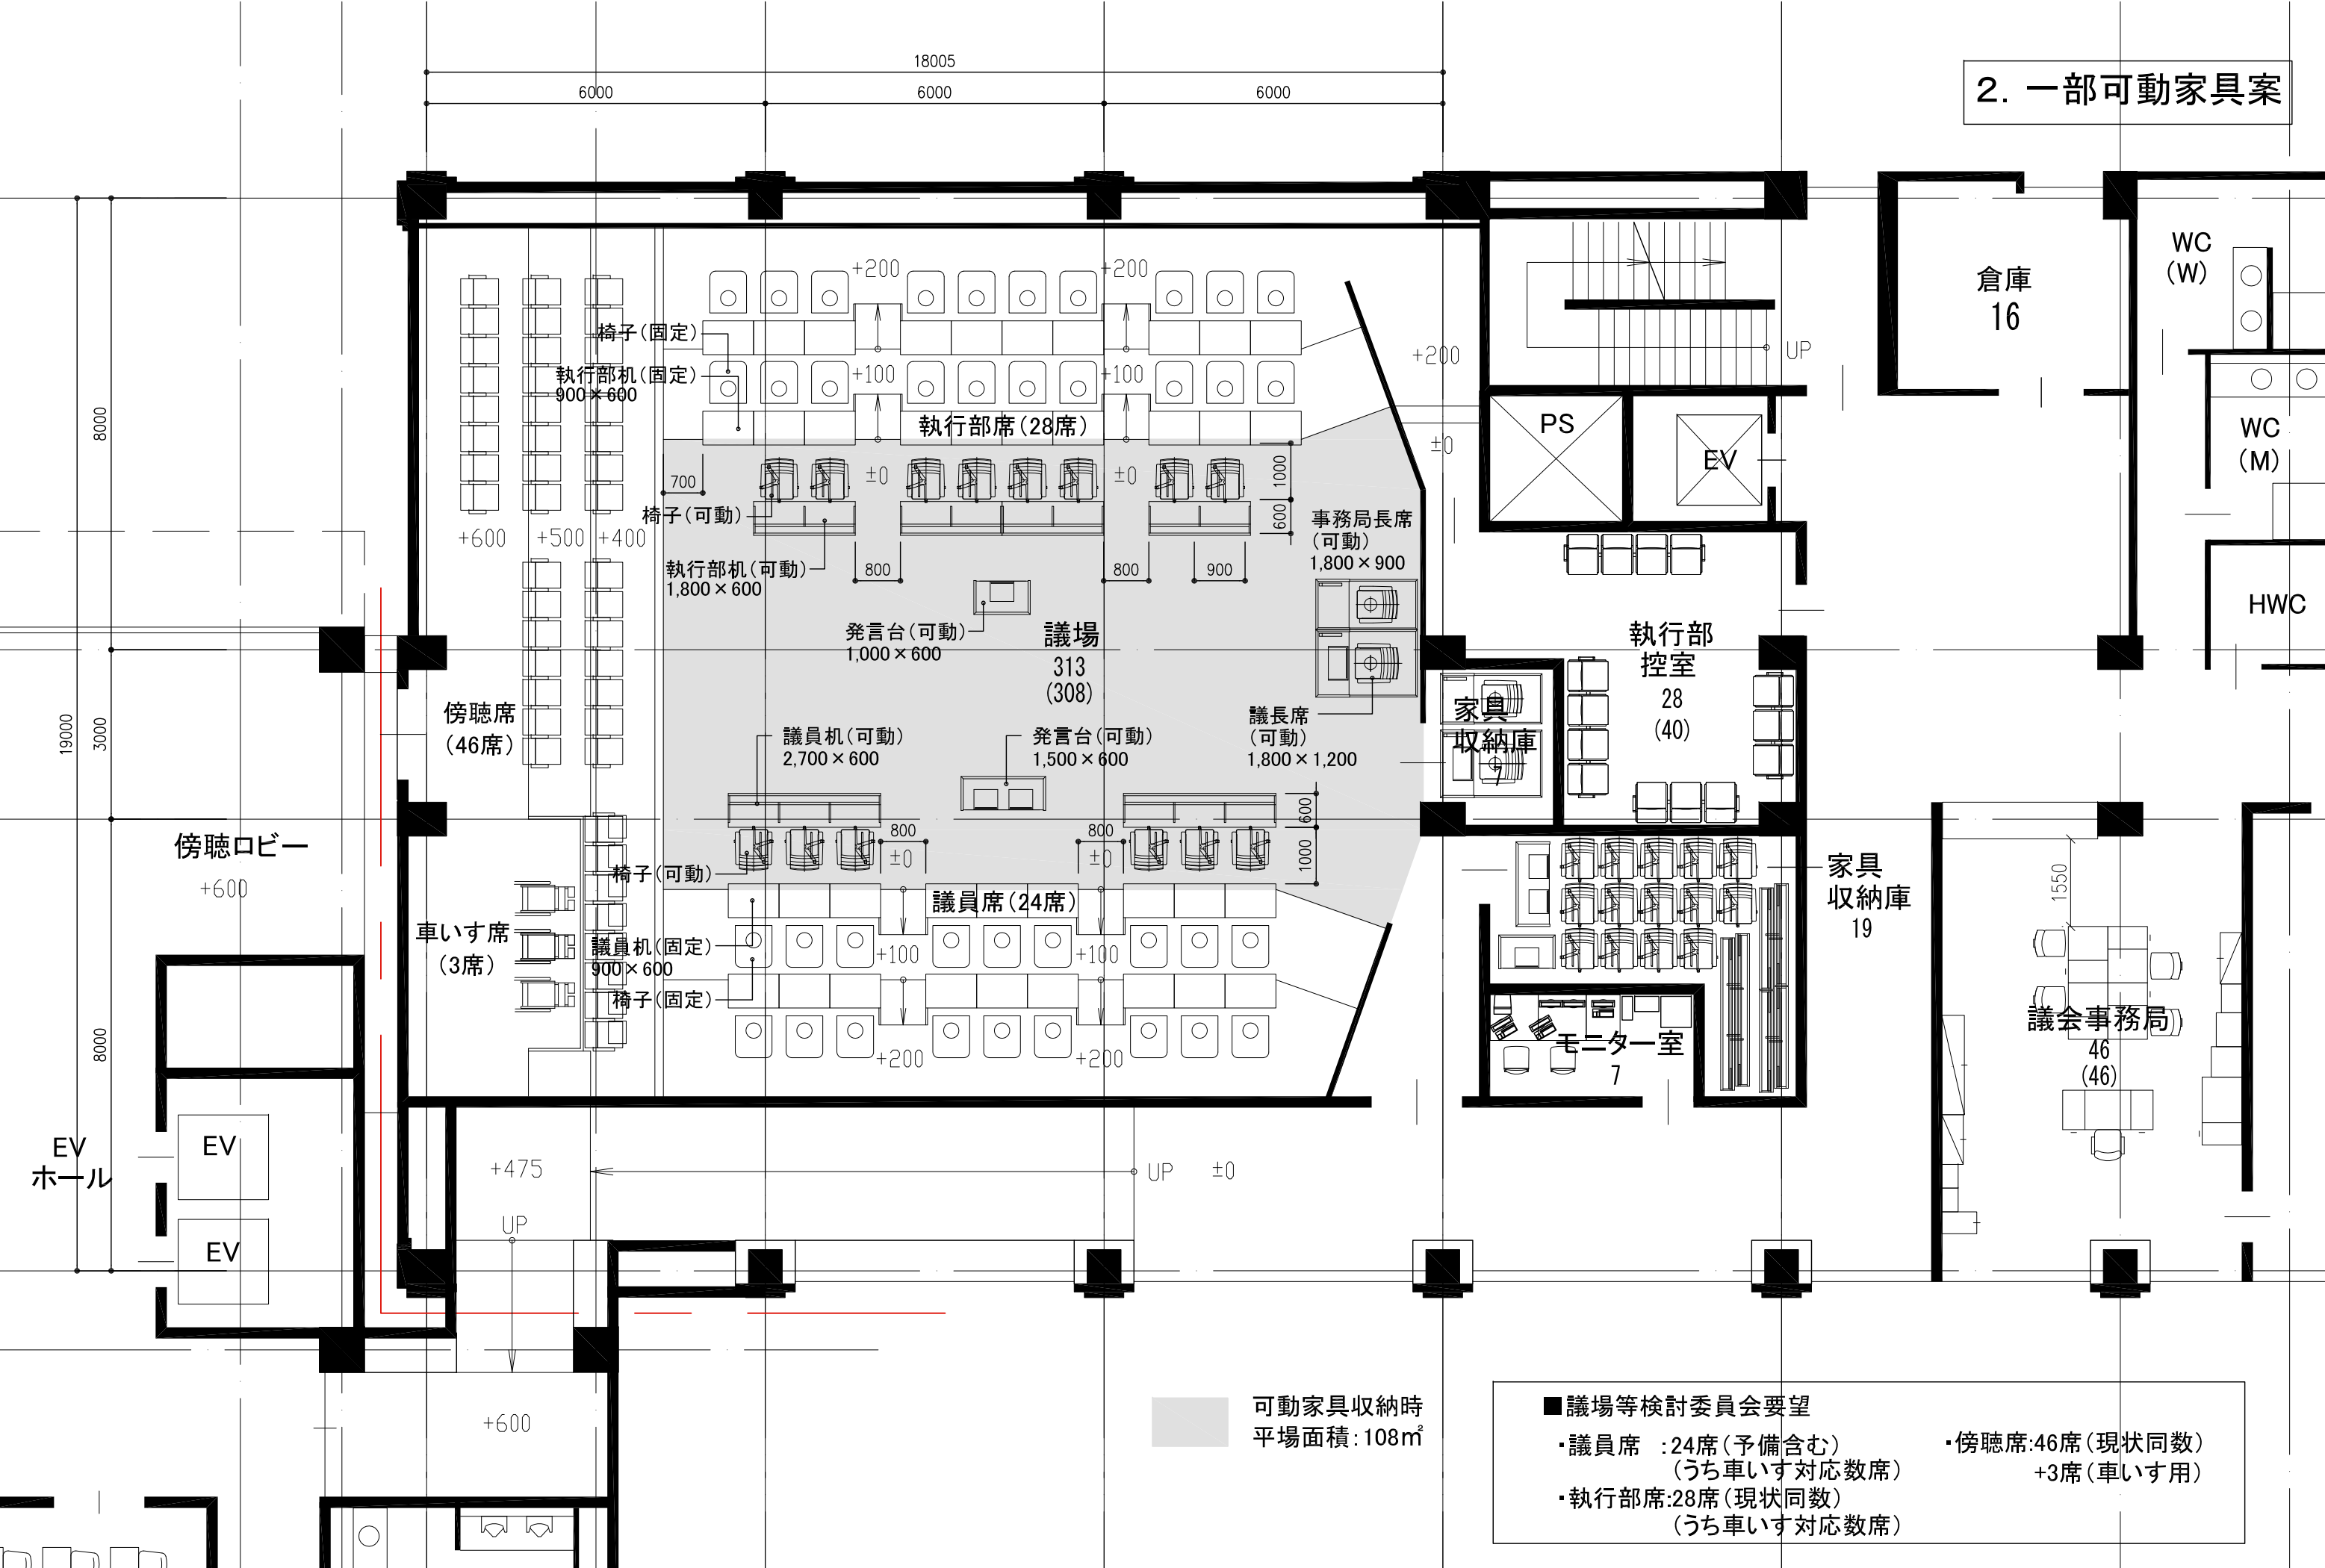 18005
6000
6000
6000
2. 一部可動家具案
WC
(W)
倉庫
16
+200
+200
椅子(固定)
+200
UP
執行部机(固定)
900×600
+100
+100
執行部席(28席)
PS
EV
WC
(M)
±0
8000
700
±0
±0
1000
椅子(可動)
600
事務局長席
(可動)
1,800×900
+600
+500
+400
執行部机(可動)
1,800×600
800
800
900
HWC
発言台(可動)
1,000×600
議場
313
(308)
執行部
控室
28
(40)
19000
3000
傍聴席
(46席)
議員机(可動)
2,700×600
発言台(可動)
1,500×600
議長席
(可動)
1,800×1,200
家具
収納庫
7
600
傍聴ロビー
+600
800
800
±0
±0
1000
椅子(可動)
家具
収納庫
19
1550
議員席(24席)
車いす席
(3席)
議員机(固定)
900×600
+100
+100
椅子(固定)
8000
+200
+200
モニター室
7
議会事務局
46
(46)
EV
ホール
EV
EV
+475
UP
±0
UP
+600
可動家具収納時
平場面積:108㎡
■議場等検討委員会要望
・議員席 :24席(予備含む)
(うち車いす対応数席)
・執行部席:28席(現状同数)
(うち車いす対応数席)
・傍聴席:46席(現状同数)
+3席(車いす用)